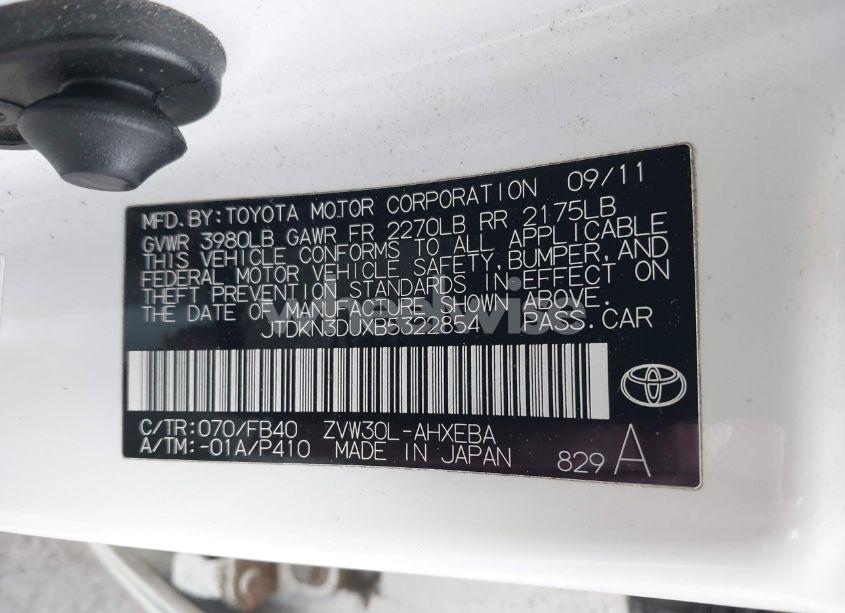 MFD. BY: TOYOTA MOTOR CORPORATION 09/11
GVWR 3980LB GAWR FR 2270LB RR 2175LB
THIS VEHICLE CONFORMS TO ALL APPLICABLE
FEDERAL MOTOR VEHICLE SAFETY, BUMPER, AND
THEFT PREVENTION STANDARDS IN EFFECT ON
THE DATE OF MANUFACTURE SHOWN ABOVE.
JTDKN3DUXB5322854 PASS. CAR
C/TR: 070/FB40 ZVW30L-AHXEBA
A/TM: -01A/P410 MADE IN JAPAN
829 A